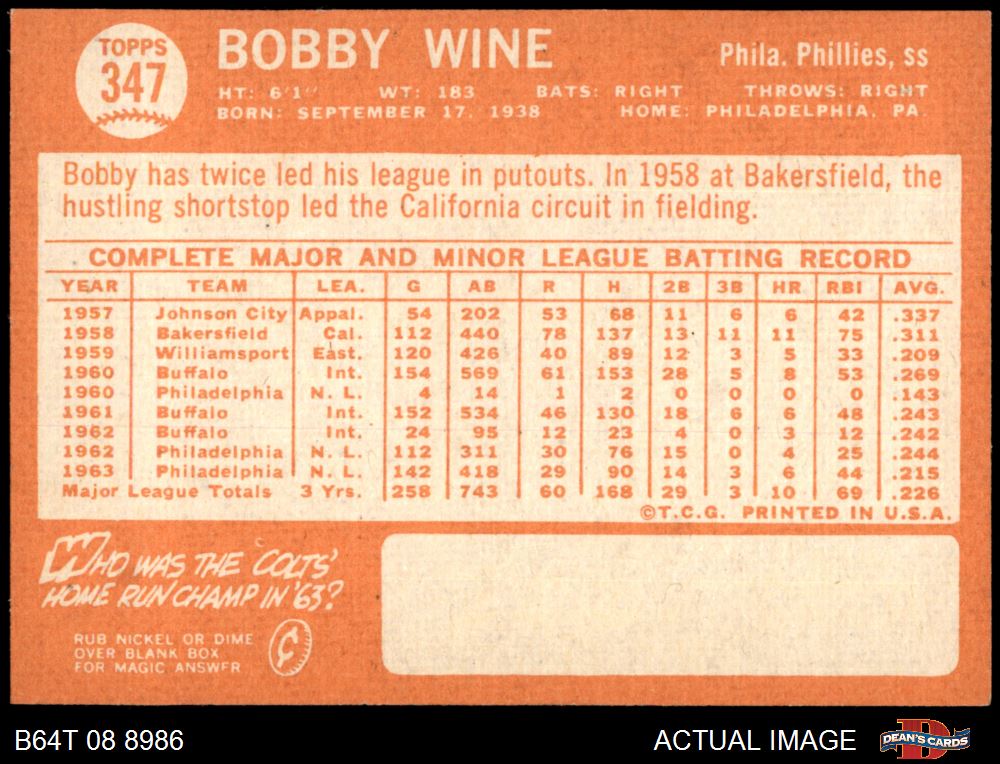 TOPPS
347
BOBBY WINE
Phila. Phillies, ss
HT: 6'1" WT: 183 BATS: RIGHT THROWS: RIGHT
BORN: SEPTEMBER 17, 1938 HOME: PHILADELPHIA, PA.
Bobby has twice led his league in putouts. In 1958 at Bakersfield, the
hustling shortstop led the California circuit in fielding.
COMPLETE MAJOR AND MINOR LEAGUE BATTING RECORD
YEAR TEAM LEA. G AB R H 2B 3B HR RBI AVG.
1957 Johnson City Appal. 54 202 53 68 11 6 6 42 .337
1958 Bakersfield Cal. 112 440 78 137 13 11 11 75 .311
1959 Williamsport East. 120 426 40 89 12 3 5 33 .209
1960 Buffalo Int. 154 569 61 153 28 5 8 53 .269
1960 Philadelphia N. L. 4 14 1 2 0 0 0 0 .143
1961 Buffalo Int. 152 534 46 130 18 6 6 48 .243
1962 Buffalo Int. 24 95 12 23 4 0 3 12 .242
1962 Philadelphia N. L. 112 311 30 76 15 0 4 25 .244
1963 Philadelphia N. L. 142 418 29 90 14 3 6 44 .215
Major League Totals 3 Yrs. 258 743 60 168 29 3 10 69 .226
©T.C.G. PRINTED IN U.S.A.
WHO WAS THE 'COLTS'
HOME RUN CHAMP IN '63?
RUB NICKEL OR DIME
OVER BLANK BOX
FOR MAGIC ANSWER
¢
B64T 08 8986
ACTUAL IMAGE
D
DEAN'S CARDS